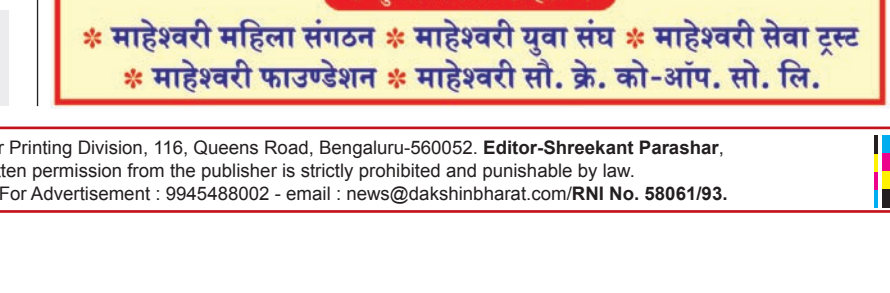 ✻ माहेश्वरी महिला संगठन ✻ माहेश्वरी युवा संघ ✻ माहेश्वरी सेवा ट्रस्ट
✻ माहेश्वरी फाउण्डेशन ✻ माहेश्वरी सौ. क्रे. को-ऑप. सो. लि.
Printing Division, 116, Queens Road, Bengaluru-560052. Editor-Shreekant Parashar,
permission from the publisher is strictly prohibited and punishable by law.
For Advertisement : 9945488002 - email : news@dakshinbharat.com/RNI No. 58061/93.